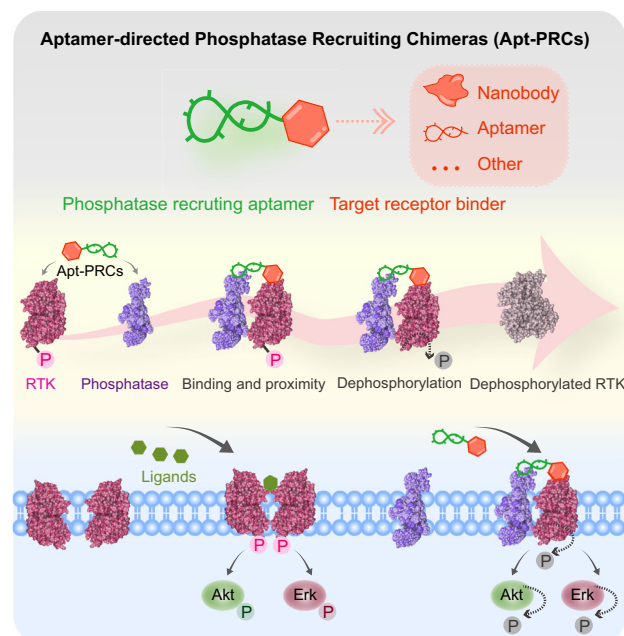 Aptamer-directed Phosphatase Recruiting Chimeras (Apt-PRCs)
Nanobody
Aptamer
... Other
Phosphatase recruting aptamer Target receptor binder
Apt-PRCs
P P P
RTK Phosphatase Binding and proximity Dephosphorylation Dephosphorylated RTK
Ligands
P P P
Akt Erk Akt Erk
P P P P